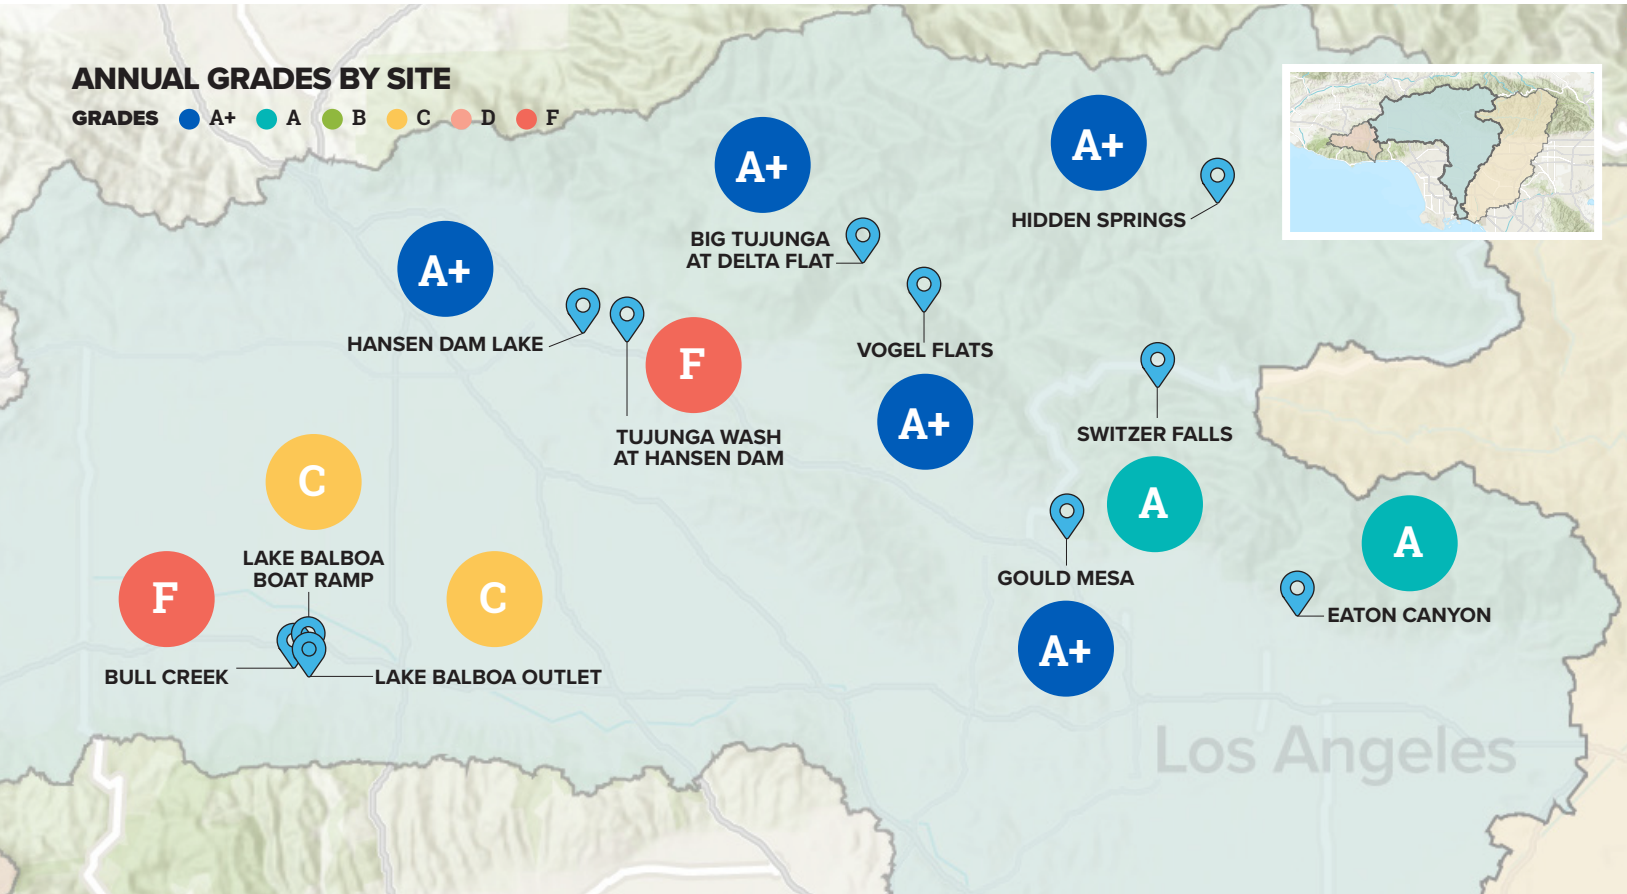 ANNUAL GRADES BY SITE
GRADES A+ A B C D F
A+
A+
HIDDEN SPRINGS
BIG TUJUNGA
AT DELTA FLAT
A+
HANSEN DAM LAKE
VOGEL FLATS
F
A+
TUJUNGA WASH
AT HANSEN DAM
SWITZER FALLS
C
A
A
LAKE BALBOA
BOAT RAMP
GOULD MESA
F
C
EATON CANYON
A+
BULL CREEK
LAKE BALBOA OUTLET
Los Angeles